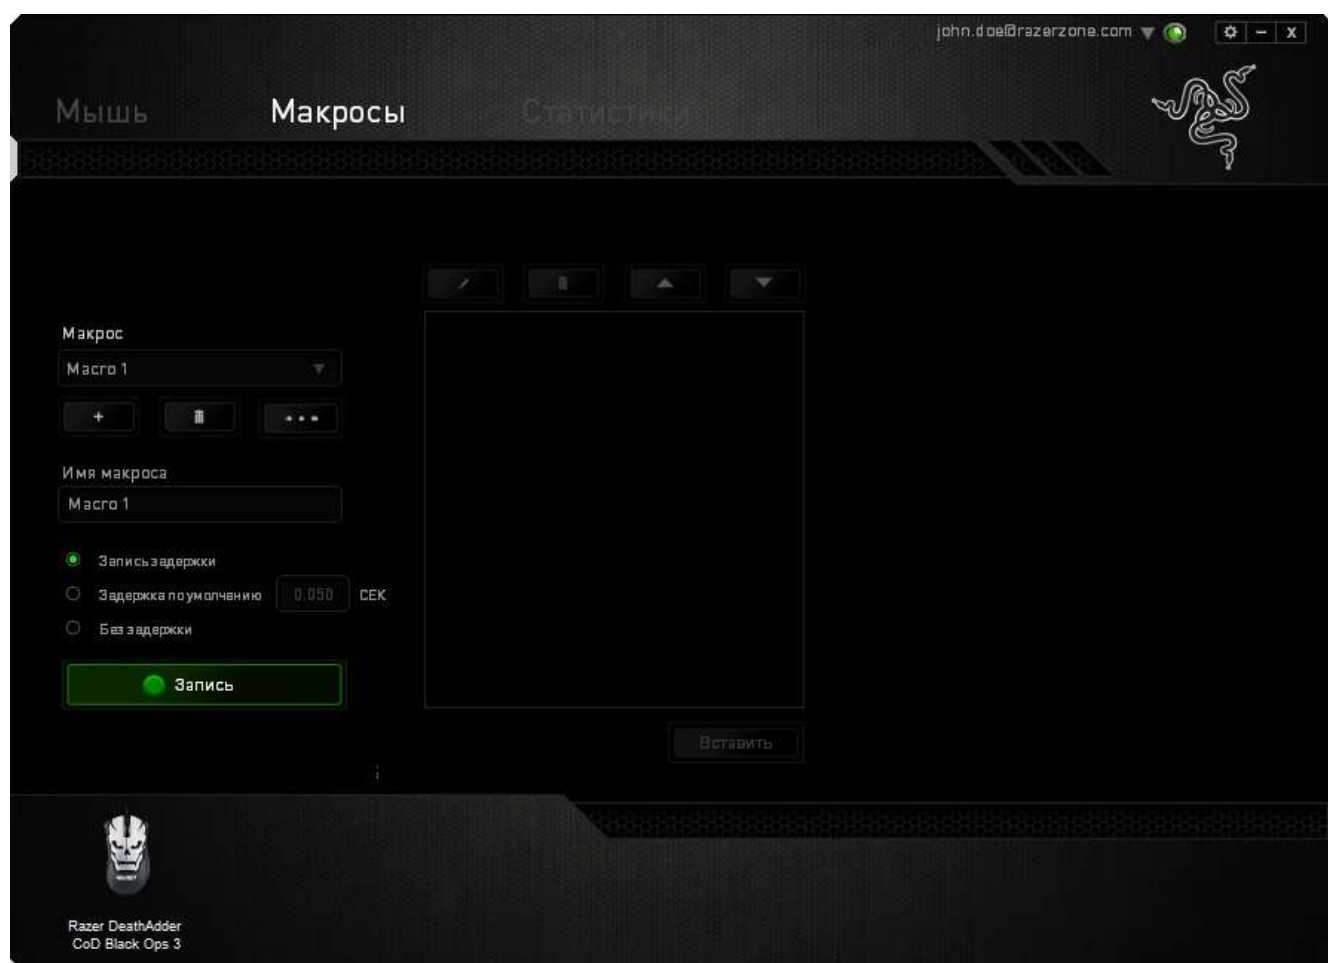 john.doe@razerzone.com
Мышь
Макросы
Статистики
Макрос
Macro 1
Имя макроса
Macro 1
Запись задержки
Задержка по умолчанию 0.050 СЕК
Без задержки
Запись
Вставить
Razer DeathAdder
CoD Black Ops 3